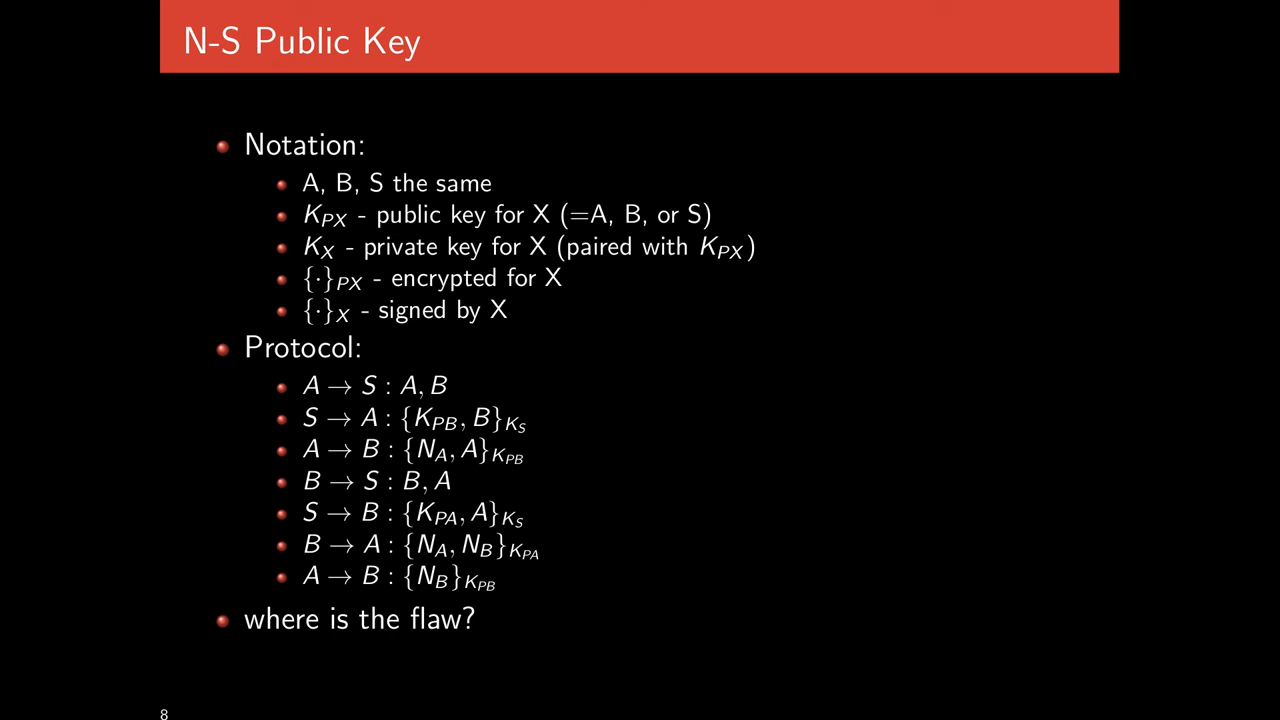 N-S Public Key
Notation:
A, B, S the same
K_PX - public key for X (=A, B, or S)
K_X - private key for X (paired with K_PX)
{·}_PX - encrypted for X
{·}_X - signed by X
Protocol:
A → S : A, B
S → A : {K_PB, B}_K_S
A → B : {N_A, A}_K_PB
B → S : B, A
S → B : {K_PA, A}_K_S
B → A : {N_A, N_B}_K_PA
A → B : {N_B}_K_PB
where is the flaw?
8